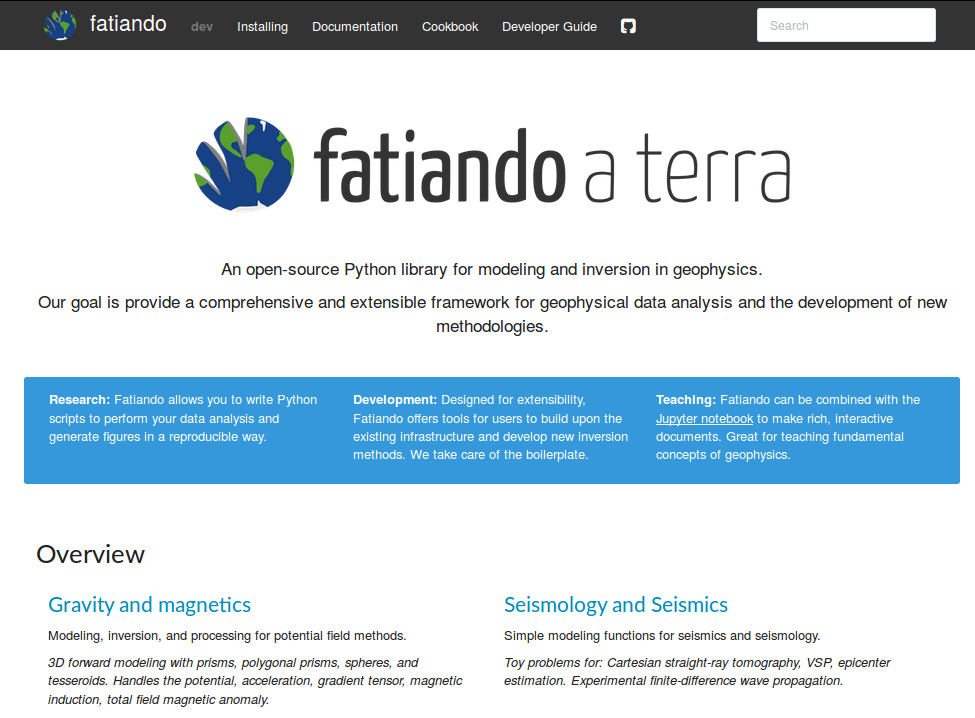 fatiando dev Installing Documentation Cookbook Developer Guide Search
fatiando a terra
An open-source Python library for modeling and inversion in geophysics.
Our goal is provide a comprehensive and extensible framework for geophysical data analysis and the development of new
methodologies.
Research: Fatiando allows you to write Python
scripts to perform your data analysis and
generate figures in a reproducible way.
Development: Designed for extensibility,
Fatiando offers tools for users to build upon the
existing infrastructure and develop new inversion
methods. We take care of the boilerplate.
Teaching: Fatiando can be combined with the
Jupyter notebook to make rich, interactive
documents. Great for teaching fundamental
concepts of geophysics.
Overview
Gravity and magnetics
Modeling, inversion, and processing for potential field methods.
3D forward modeling with prisms, polygonal prisms, spheres, and
tesseroids. Handles the potential, acceleration, gradient tensor, magnetic
induction, total field magnetic anomaly.
Seismology and Seismics
Simple modeling functions for seismics and seismology.
Toy problems for: Cartesian straight-ray tomography, VSP, epicenter
estimation. Experimental finite-difference wave propagation.